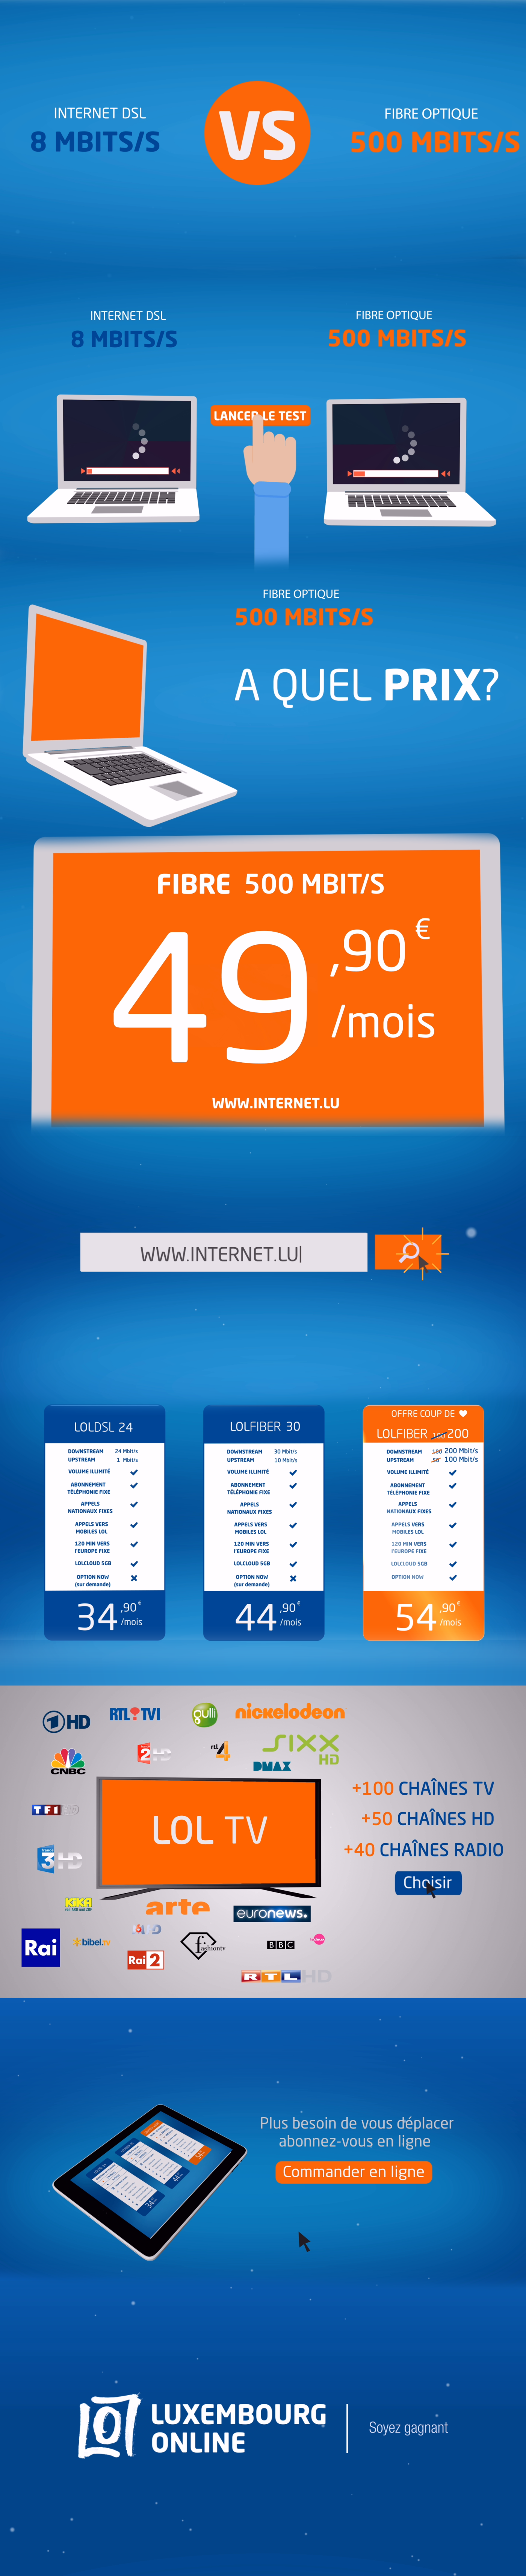 INTERNET DSL
8 MBITS/S
VS
FIBRE OPTIQUE
500 MBITS/S
INTERNET DSL
8 MBITS/S
FIBRE OPTIQUE
500 MBITS/S
LANCER LE TEST
FIBRE OPTIQUE
500 MBITS/S
A QUEL PRIX?
FIBRE 500 MBIT/S
49,90€
/mois
WWW.INTERNET.LU
WWW.INTERNET.LU
LOLDSL 24
DOWNSTREAM 24 Mbit/s
UPSTREAM 1 Mbit/s
VOLUME ILLIMITÉ
ABONNEMENT
TÉLÉPHONIE FIXE
APPELS
NATIONAUX FIXES
APPELS VERS
MOBILES LOL
120 MIN VERS
l'EUROPE FIXE
LOLCLOUD 5GB
OPTION NOW
(sur demande)
34,90€
/mois
LOLFIBER 30
DOWNSTREAM 30 Mbit/s
UPSTREAM 10 Mbit/s
VOLUME ILLIMITÉ
ABONNEMENT
TÉLÉPHONIE FIXE
APPELS
NATIONAUX FIXES
APPELS VERS
MOBILES LOL
120 MIN VERS
l'EUROPE FIXE
LOLCLOUD 5GB
OPTION NOW
(sur demande)
44,90€
/mois
OFFRE COUP DE
LOLFIBER 100 200
DOWNSTREAM 100 200 Mbit/s
UPSTREAM 50 100 Mbit/s
VOLUME ILLIMITÉ
ABONNEMENT
TÉLÉPHONIE FIXE
APPELS
NATIONAUX FIXES
APPELS VERS
MOBILES LOL
120 MIN VERS
l'EUROPE FIXE
LOLCLOUD 5GB
OPTION NOW
54,90€
/mois
1 HD
RTL TVI
gulli
nickelodeon
CNBC
2 HD
rtl 4
SIXX
HD
DMAX
TF1 HD
LOL TV
+100 CHAÎNES TV
+50 CHAÎNES HD
+40 CHAÎNES RADIO
Choisir
3 HD
KiKA
arte
euronews.
Rai
bibel.tv
Rai 2
fashiontv
BBC
RTL HD
Plus besoin de vous déplacer
abonnez-vous en ligne
Commander en ligne
LOL
LUXEMBOURG
ONLINE
Soyez gagnant